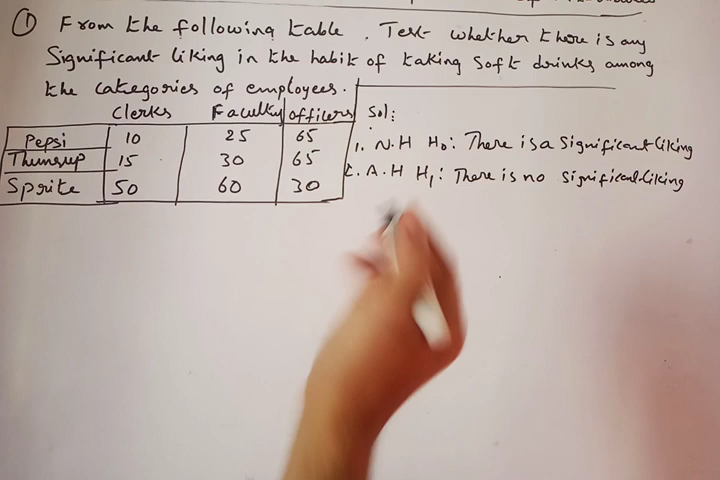 ① From the following table . Test whether there is any
Significant liking in the habit of taking Soft drinks among
the categories of employees.
Clerks Faculty officers
Pepsi 10 25 65
Thumsup 15 30 65
Sprite 50 60 30
Sol:
1. N.H H₀: There is a Significant liking
2. A.H H₁: There is no significant liking